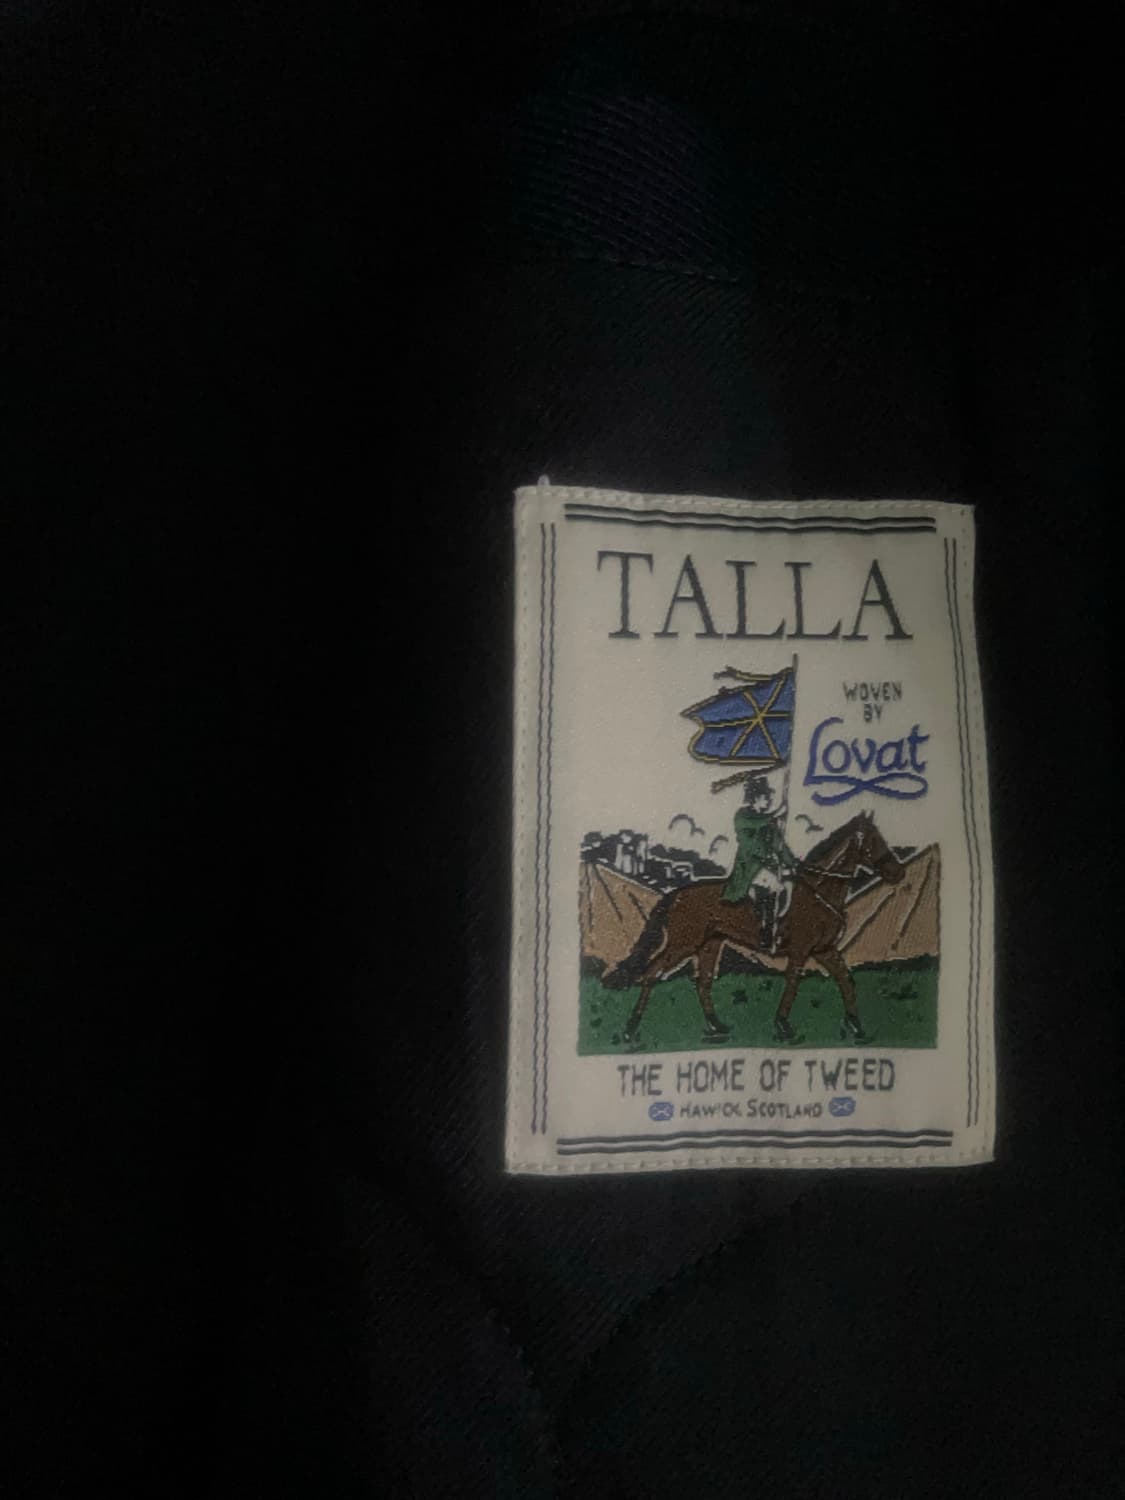 TALLA
WOVEN
BY
Lovat
THE HOME OF TWEED
HAWICK SCOTLAND